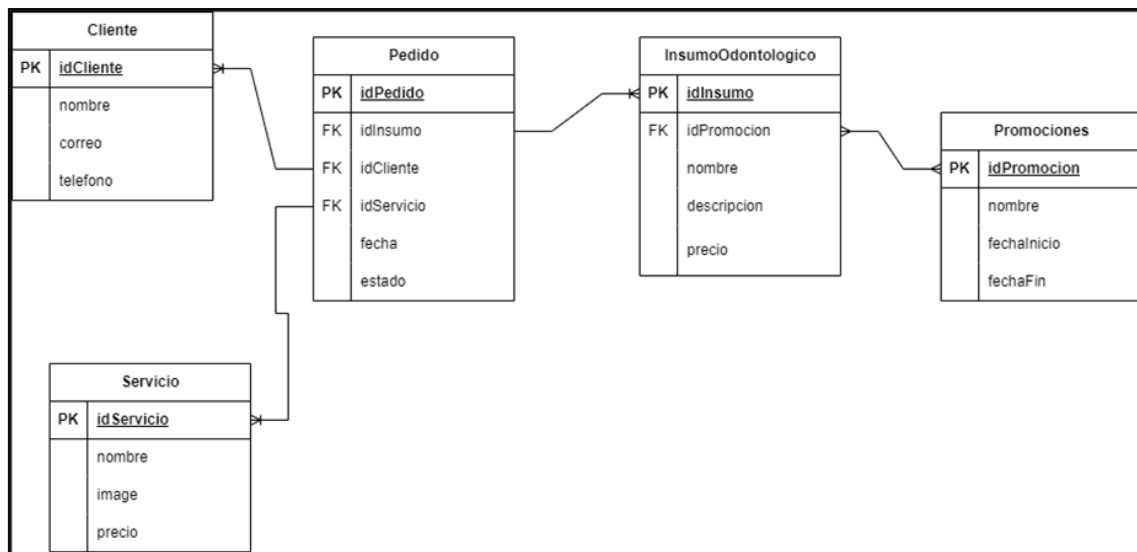 Cliente
PK idCliente
nombre
correo
telefono
Pedido
PK idPedido
FK idInsumo
FK idCliente
FK idServicio
fecha
estado
InsumoOdontologico
PK idInsumo
FK idPromocion
nombre
descripcion
precio
Promociones
PK idPromocion
nombre
fechaInicio
fechaFin
Servicio
PK idServicio
nombre
image
precio